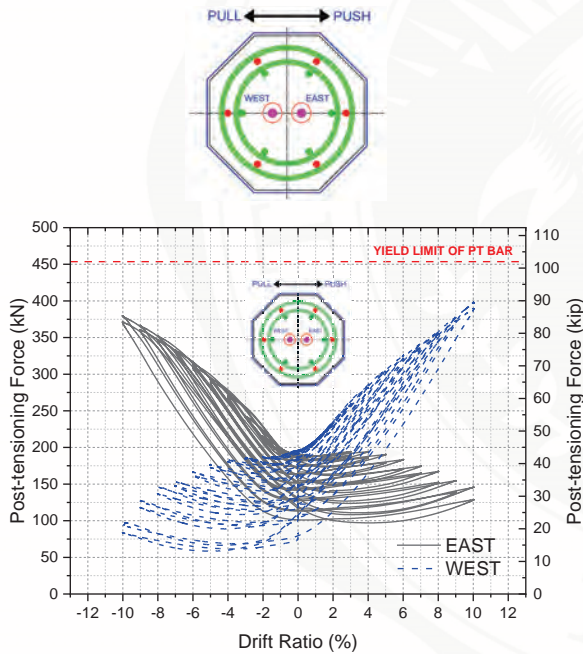 PULL PUSH
WEST EAST
500
450
400
350
300
250
200
150
100
50
0
Post-tensioning Force (kN)
YIELD LIMIT OF PT BAR
PULL PUSH
WEST EAST
EAST
WEST
110
100
90
80
70
60
50
40
30
20
10
0
Post-tensioning Force (kip)
-12 -10 -8 -6 -4 -2 0 2 4 6 8 10 12
Drift Ratio (%)